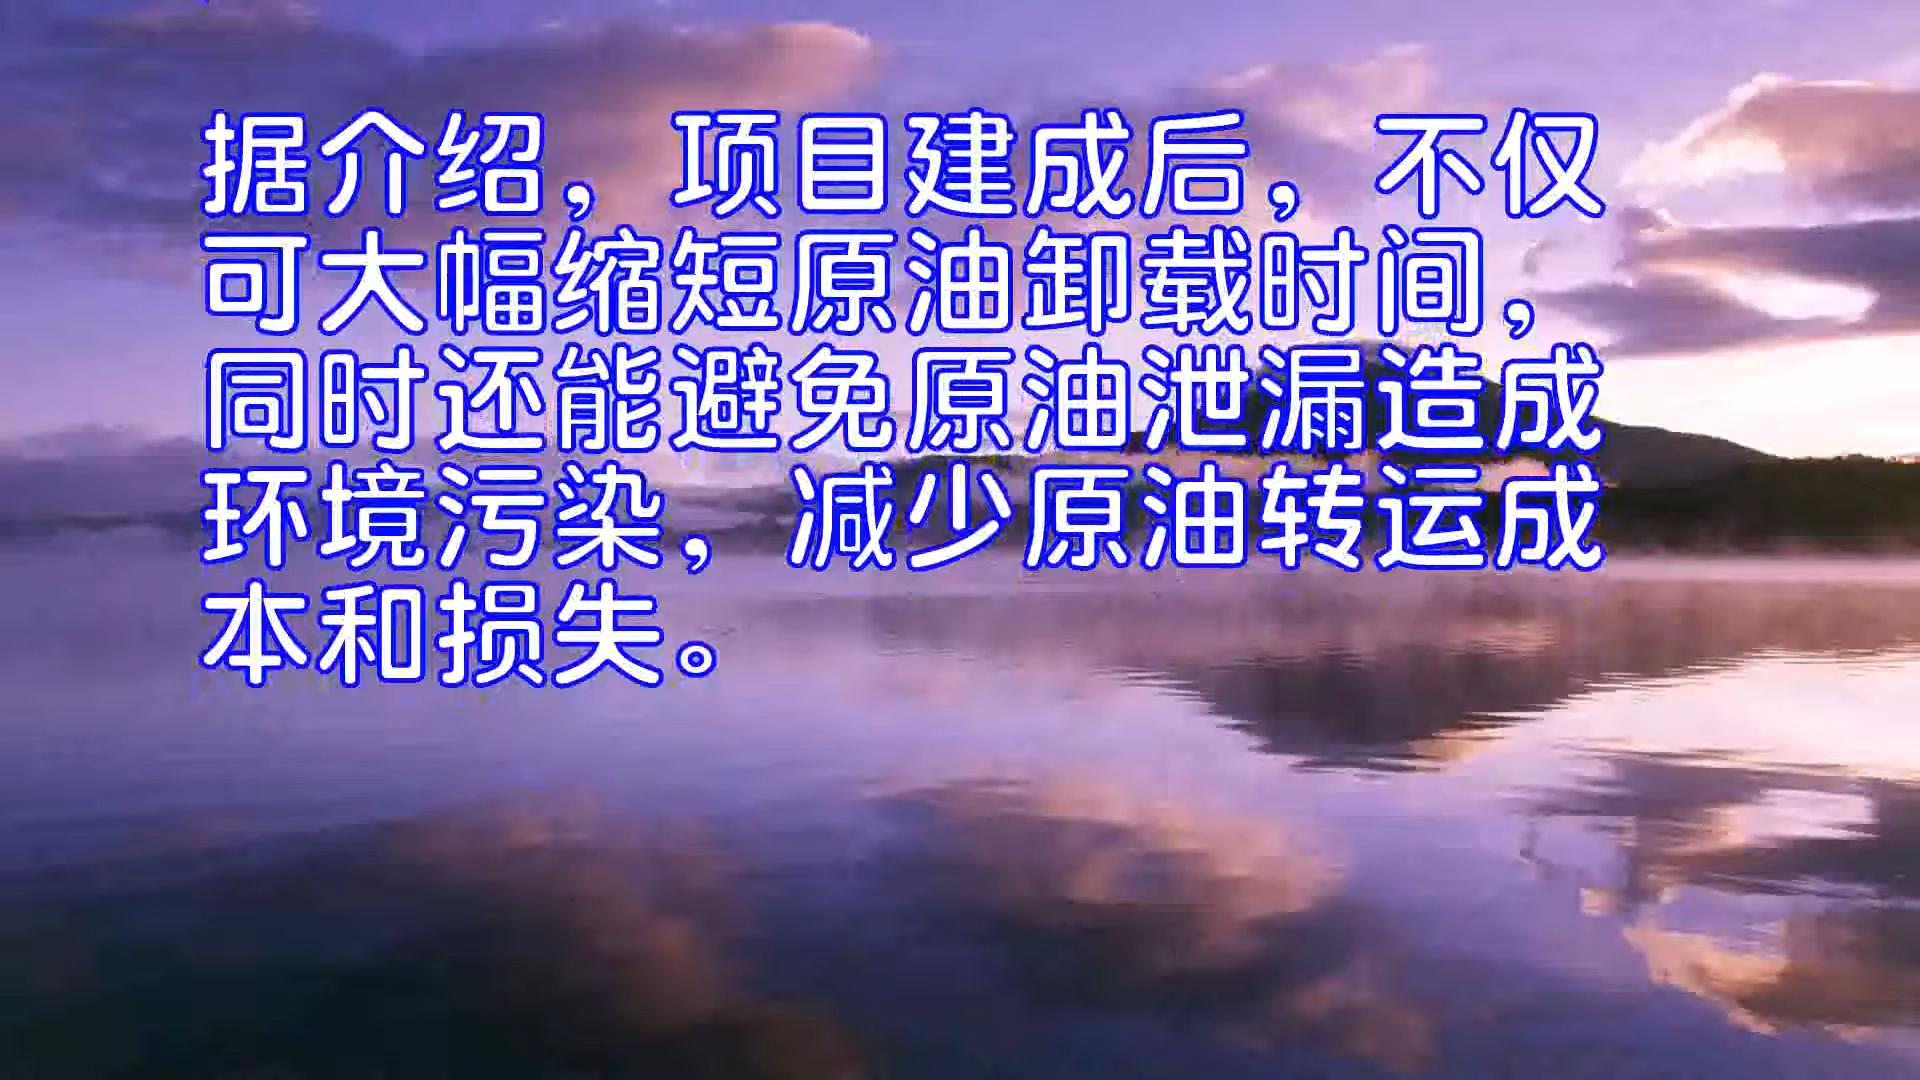 据介绍，项目建成后，不仅
可大幅缩短原油卸载时间，
同时还能避免原油泄漏造成
环境污染，减少原油转运成
本和损失。